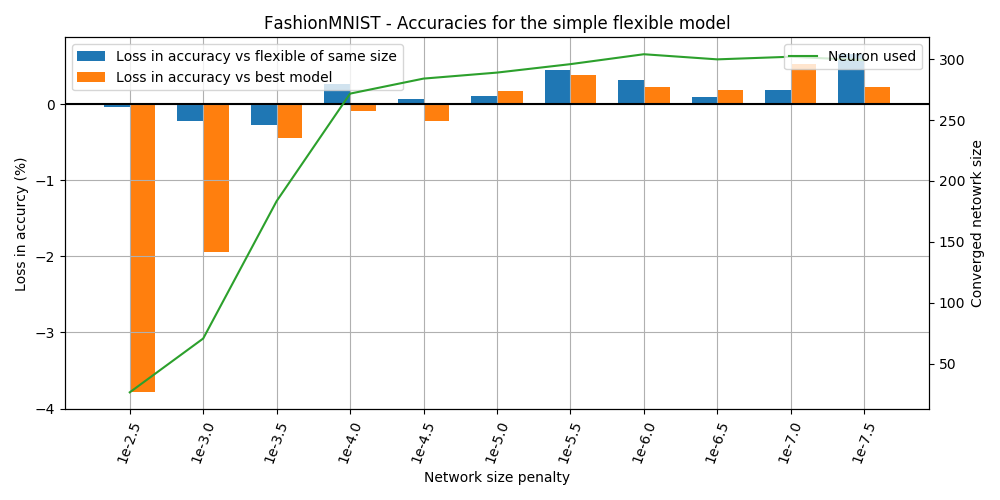 FashionMNIST - Accuracies for the simple flexible model
Loss in accuracy vs flexible of same size
Loss in accuracy vs best model
Neuron used
0
−1
−2
−3
−4
Loss in accurcy (%)
300
250
200
150
100
50
Converged netowrk size
1e-2.5
1e-3.0
1e-3.5
1e-4.0
1e-4.5
1e-5.0
1e-5.5
1e-6.0
1e-6.5
1e-7.0
1e-7.5
Network size penalty